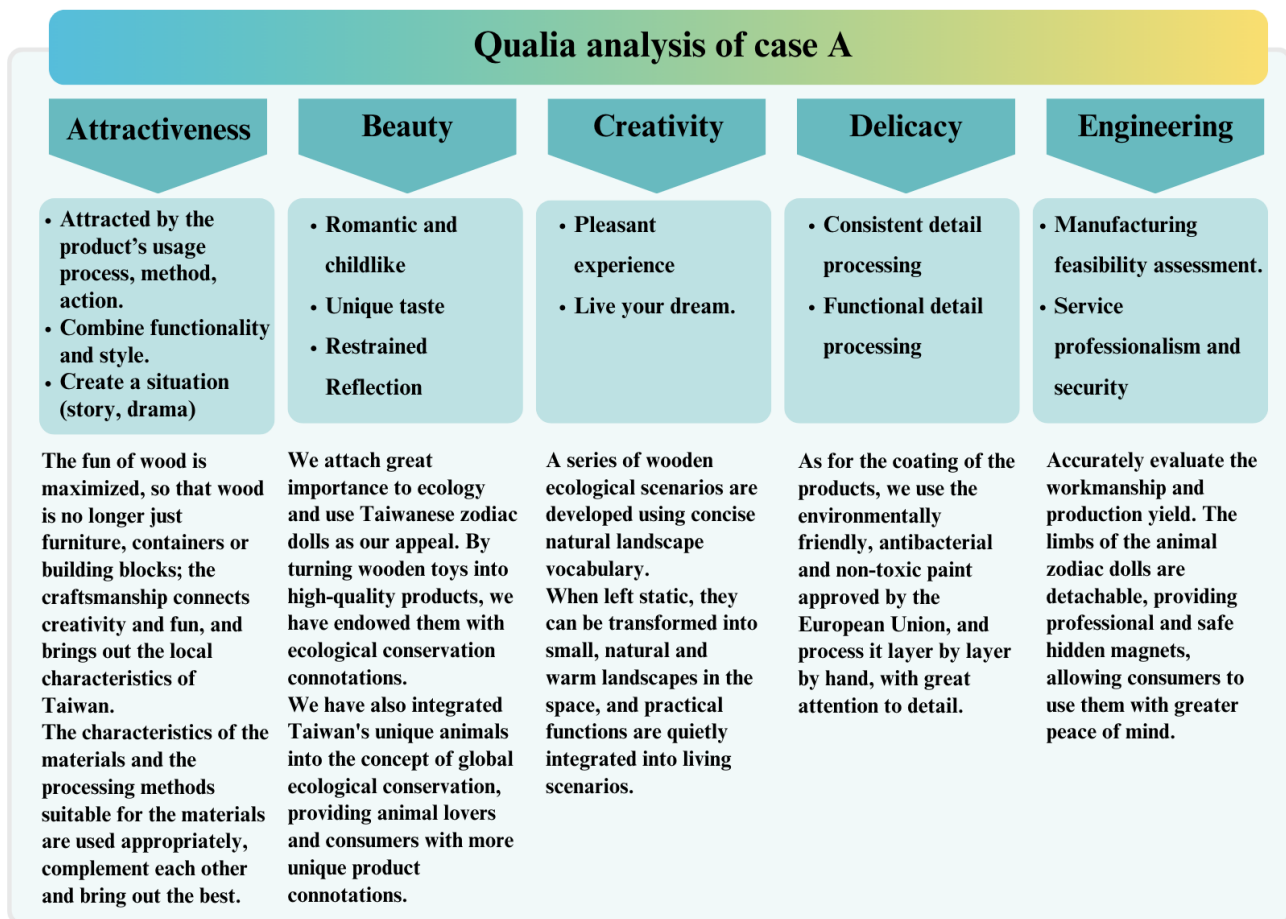 Qualia analysis of case A
Attractiveness
Beauty
Creativity
Delicacy
Engineering
• Attracted by the
product’s usage
process, method,
action.
• Combine functionality
and style.
• Create a situation
(story, drama)
• Romantic and
childlike
• Unique taste
• Restrained
Reflection
• Pleasant
experience
• Live your dream.
• Consistent detail
processing
• Functional detail
processing
• Manufacturing
feasibility assessment.
• Service
professionalism and
security
The fun of wood is
maximized, so that wood
is no longer just
furniture, containers or
building blocks; the
craftsmanship connects
creativity and fun, and
brings out the local
characteristics of
Taiwan.
The characteristics of the
materials and the
processing methods
suitable for the materials
are used appropriately,
complement each other
and bring out the best.
We attach great
importance to ecology
and use Taiwanese zodiac
dolls as our appeal. By
turning wooden toys into
high-quality products, we
have endowed them with
ecological conservation
connotations.
We have also integrated
Taiwan's unique animals
into the concept of global
ecological conservation,
providing animal lovers
and consumers with more
unique product
connotations.
A series of wooden
ecological scenarios are
developed using concise
natural landscape
vocabulary.
When left static, they
can be transformed into
small, natural and
warm landscapes in the
space, and practical
functions are quietly
integrated into living
scenarios.
As for the coating of the
products, we use the
environmentally
friendly, antibacterial
and non-toxic paint
approved by the
European Union, and
process it layer by layer
by hand, with great
attention to detail.
Accurately evaluate the
workmanship and
production yield. The
limbs of the animal
zodiac dolls are
detachable, providing
professional and safe
hidden magnets,
allowing consumers to
use them with greater
peace of mind.